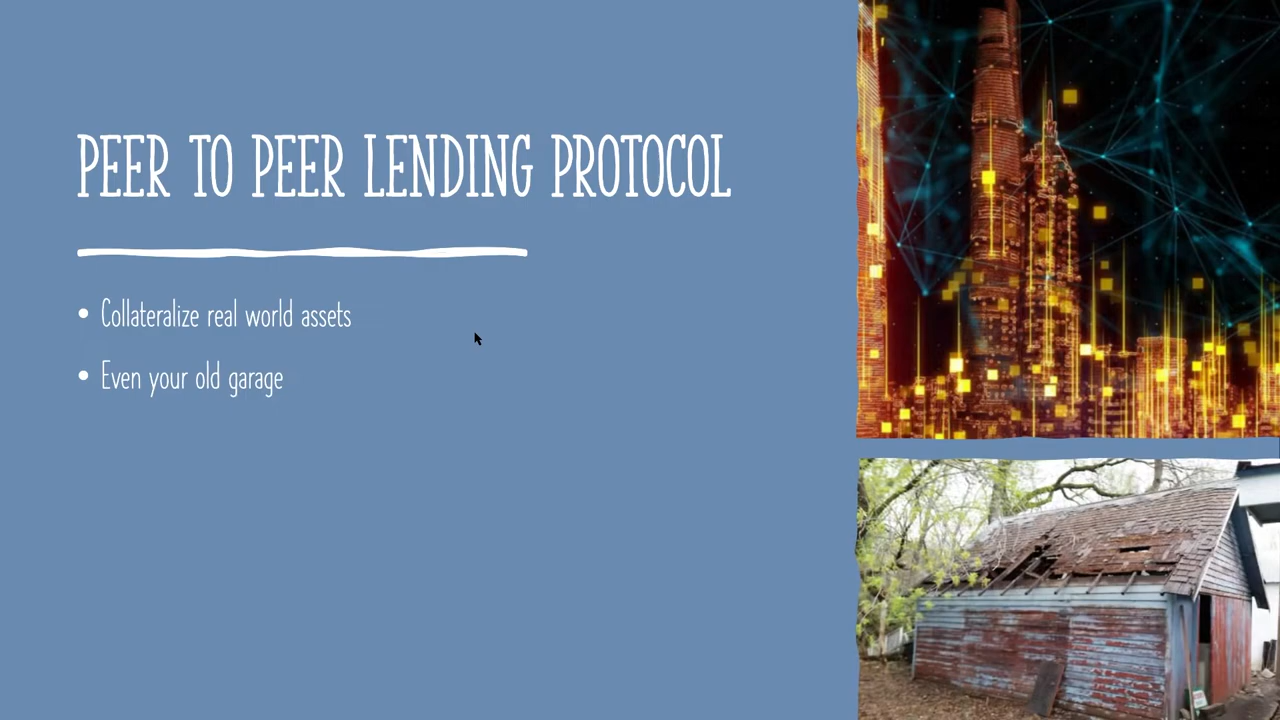 PEER TO PEER LENDING PROTOCOL
• Collateralize real world assets
• Even your old garage